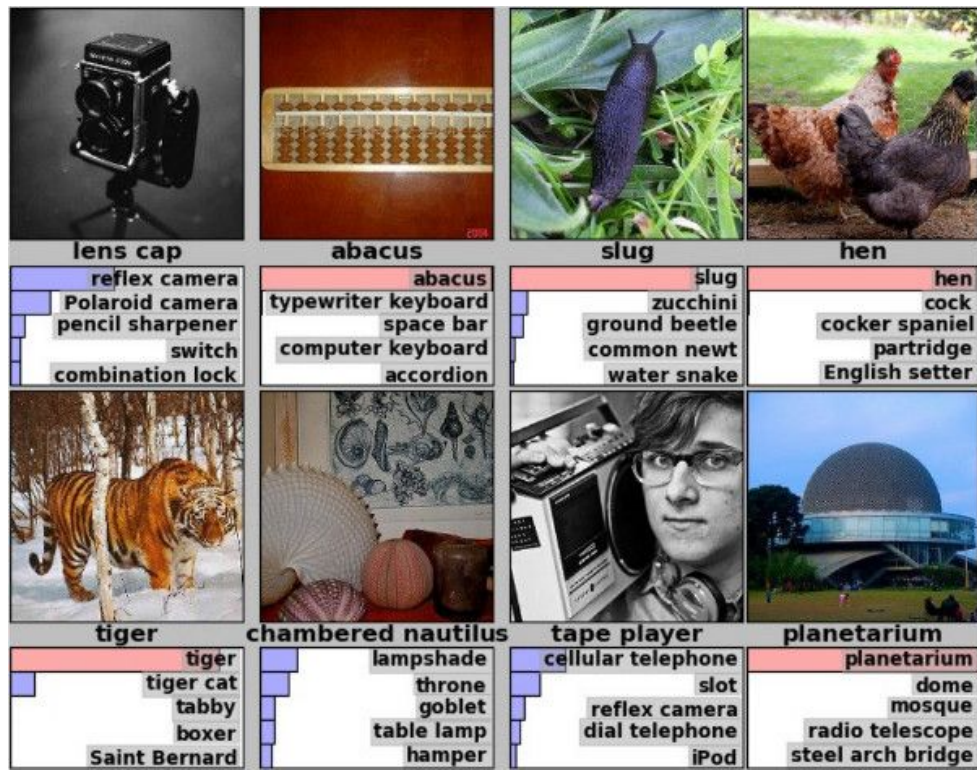 2004
lens cap
abacus
slug
hen
reflex camera
Polaroid camera
pencil sharpener
switch
combination lock
abacus
typewriter keyboard
space bar
computer keyboard
accordion
slug
zucchini
ground beetle
common newt
water snake
hen
cock
cocker spaniel
partridge
English setter
tiger
chambered nautilus
tape player
planetarium
tiger
tiger cat
tabby
boxer
Saint Bernard
lampshade
throne
goblet
table lamp
hamper
cellular telephone
slot
reflex camera
dial telephone
iPod
planetarium
dome
mosque
radio telescope
steel arch bridge